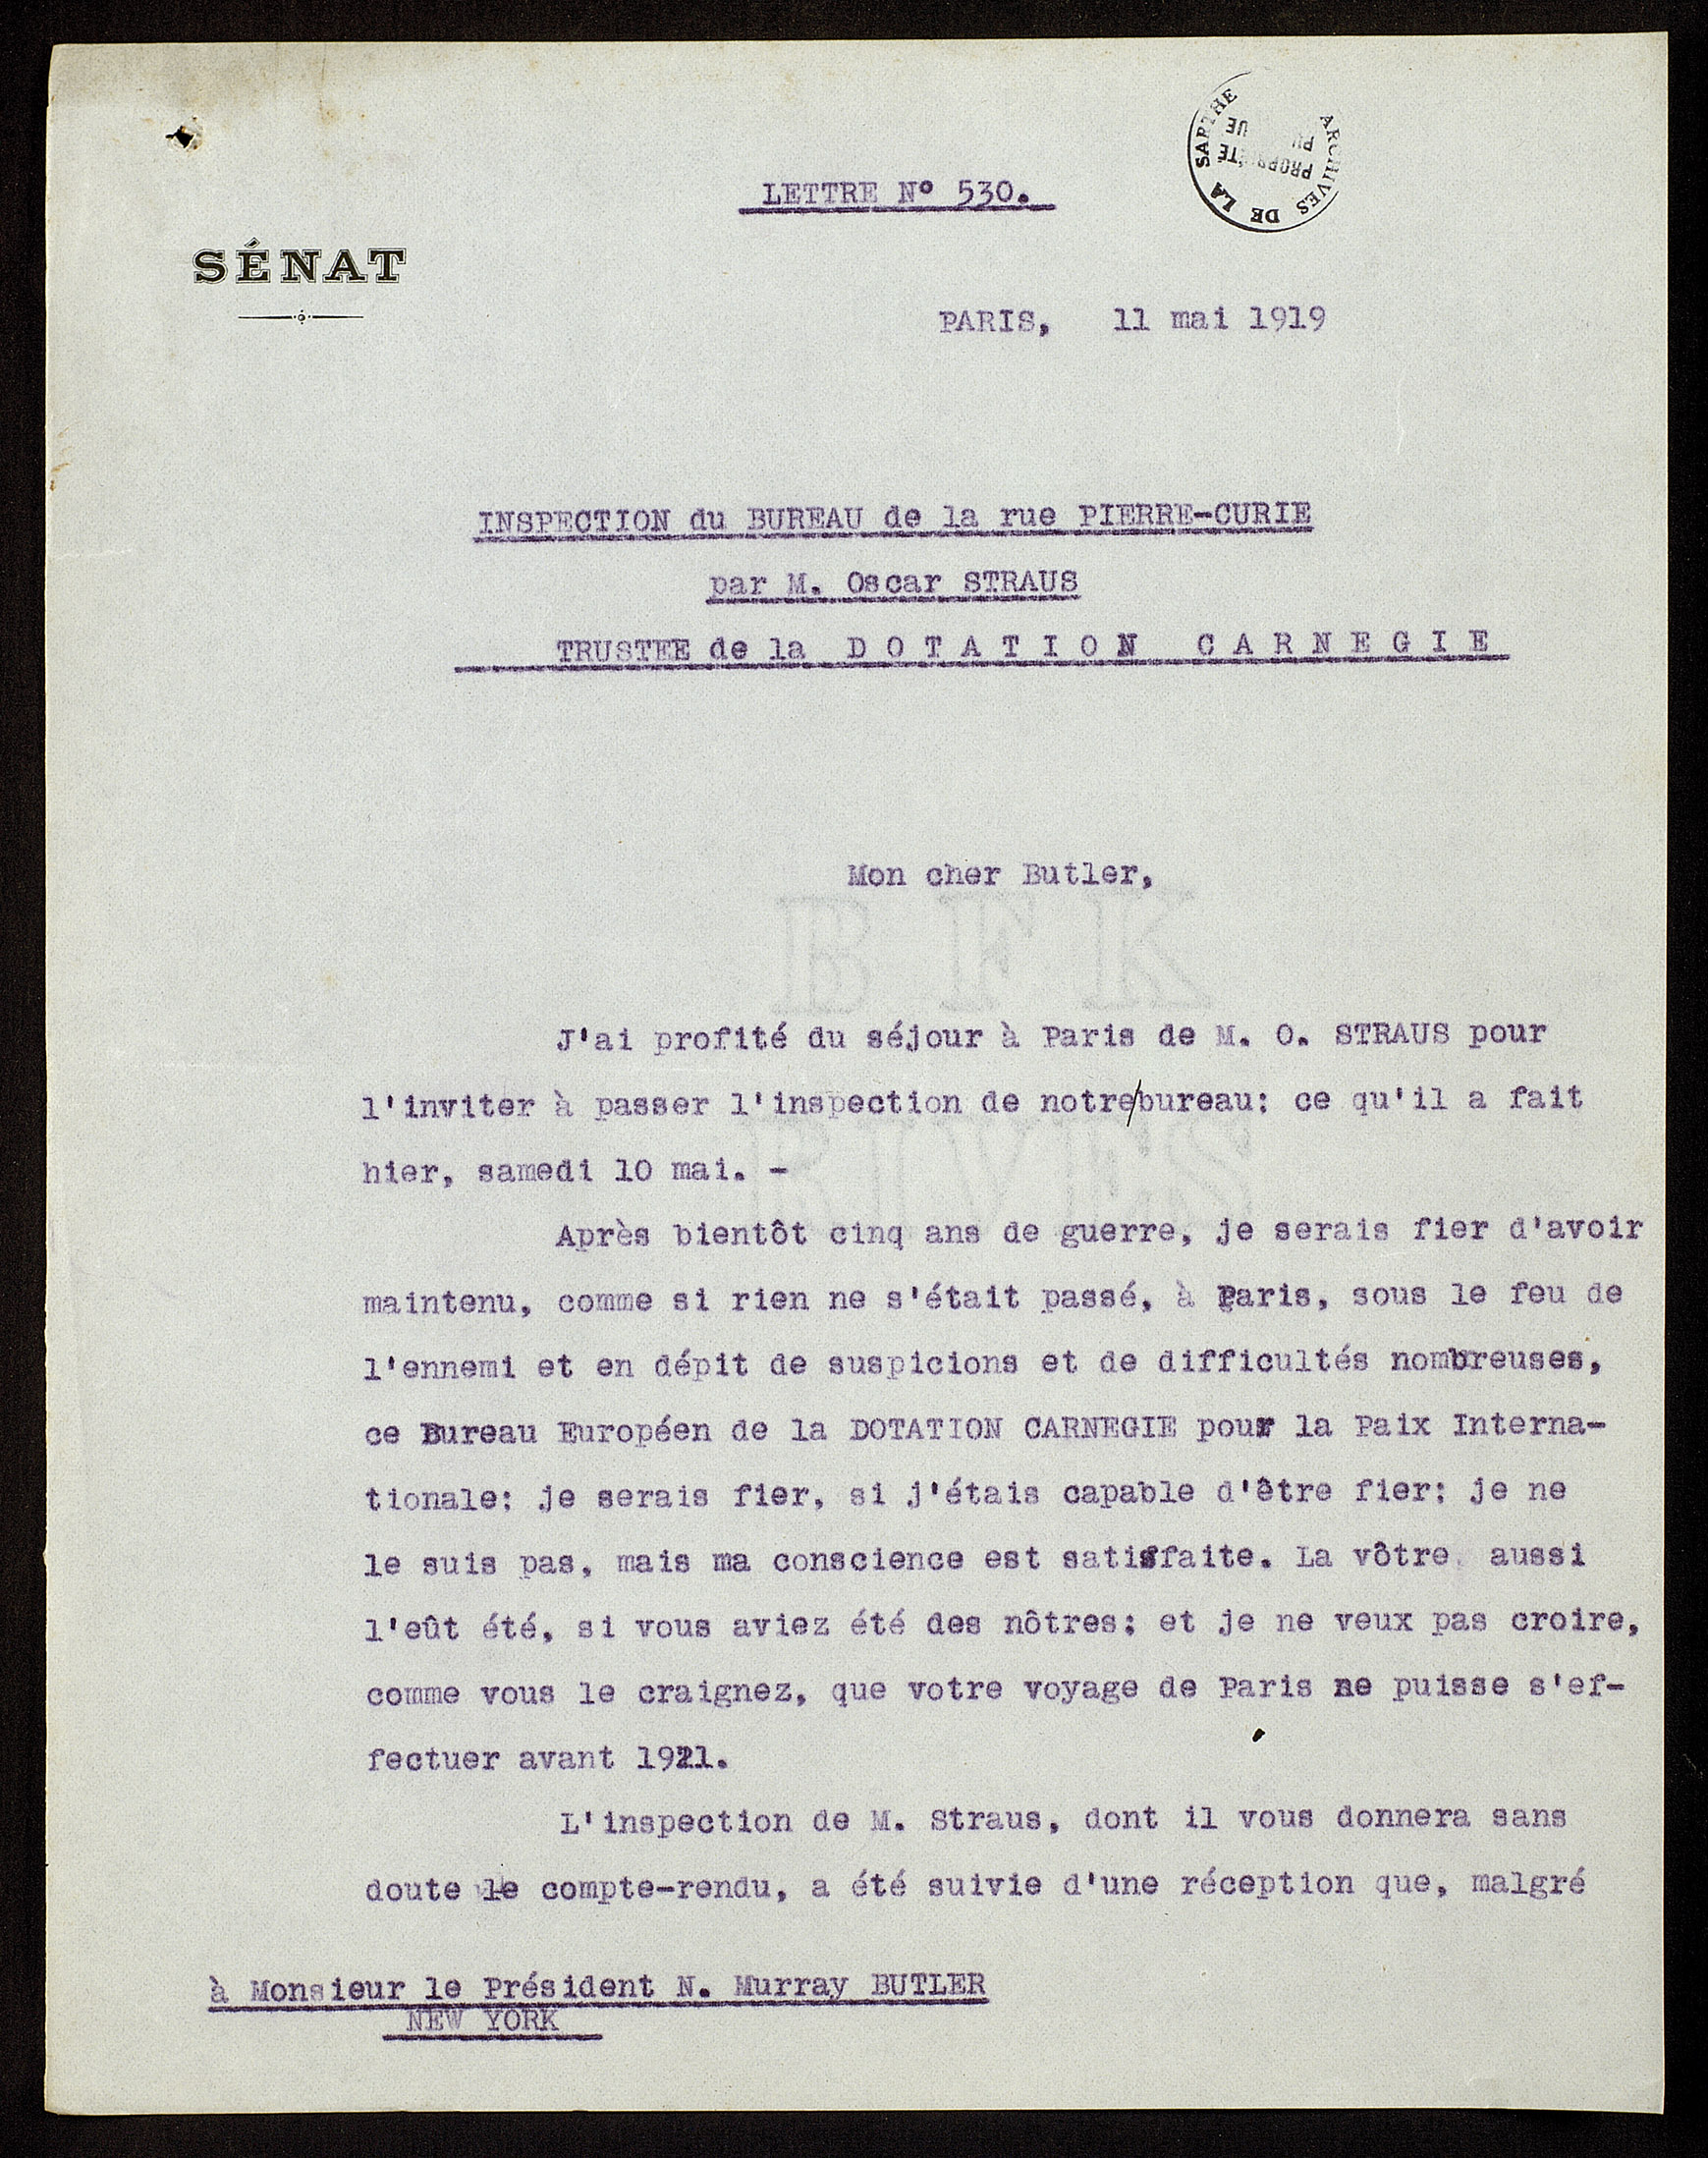 LETTRE N° 530.
ARCHIVES DE LA SARTHE
PROPRIÉTÉ
SÉNAT
PARIS, 11 mai 1919
INSPECTION du BUREAU de la rue PIERRE-CURIE
par M. Oscar STRAUS
TRUSTEE de la D O T A T I O N C A R N E G I E
Mon cher Butler,
BFK
RIVES
J'ai profité du séjour à Paris de M. O. STRAUS pour
l'inviter à passer l'inspection de notre/bureau: ce qu'il a fait
hier, samedi 10 mai. -
Après bientôt cinq ans de guerre, je serais fier d'avoir
maintenu, comme si rien ne s'était passé, à Paris, sous le feu de
l'ennemi et en dépit de suspicions et de difficultés nombreuses,
ce Bureau Européen de la DOTATION CARNEGIE pour la Paix Interna-
tionale; je serais fier, si j'étais capable d'être fier; je ne
le suis pas, mais ma conscience est satisfaite. La vôtre aussi
l'eût été, si vous aviez été des nôtres; et je ne veux pas croire,
comme vous le craignez, que votre voyage de Paris ne puisse s'ef-
fectuer avant 1921.
L'inspection de M. Straus, dont il vous donnera sans
doute le compte-rendu, a été suivie d'une réception que, malgré
à Monsieur le Président N. Murray BUTLER
NEW YORK